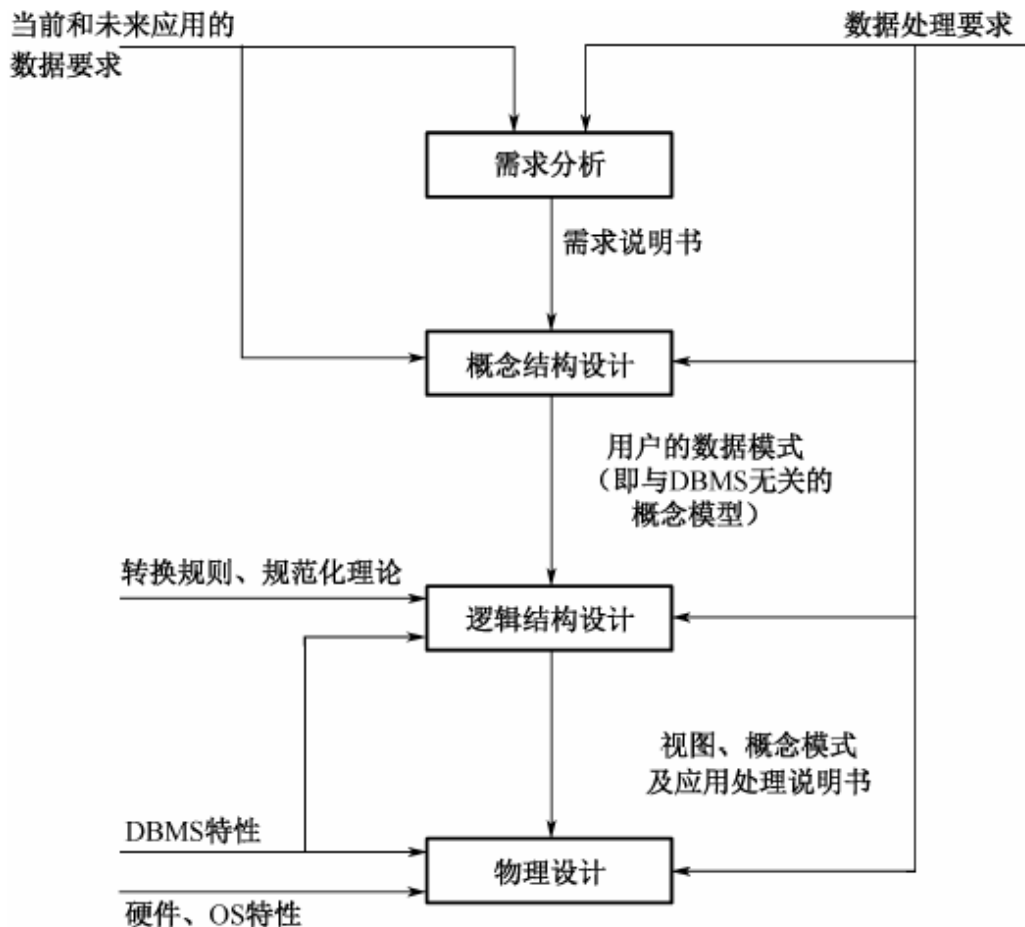 当前和未来应用的
数据要求
数据处理要求
需求分析
需求说明书
概念结构设计
用户的数据模式
（即与DBMS无关的
概念模型）
转换规则、规范化理论
逻辑结构设计
视图、概念模式
及应用处理说明书
DBMS特性
物理设计
硬件、OS特性